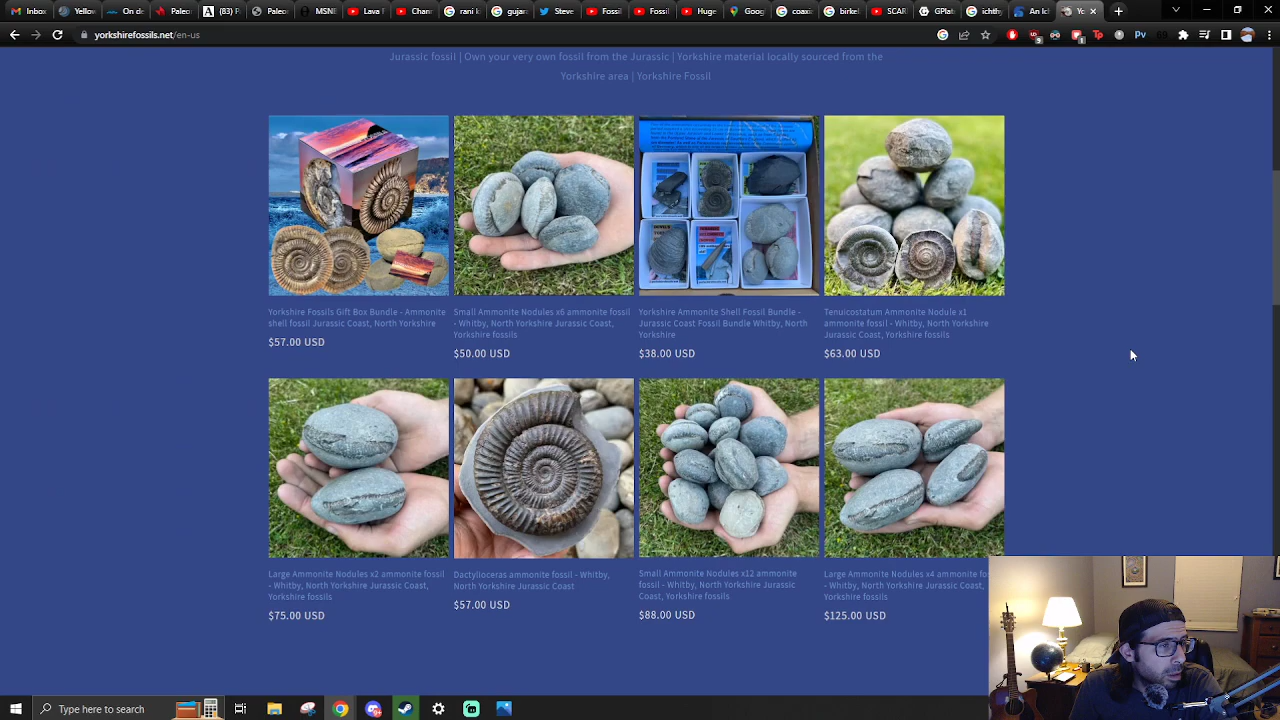 Inbox
ho
yorkshirefossils.net/en-us
Jurassic fossil | Own your very own fossil from the Jurassic | Yorkshire material locally sourced from the
Yorkshire area | Yorkshire Fossil
Yorkshire Fossils Gift Box Bundle - Ammonite
shell fossil Jurassic Coast, North Yorkshire
$57.00 USD
Small Ammonite Nodules x6 ammonite fossil
- Whitby, North Yorkshire Jurassic Coast,
Yorkshire fossils
$50.00 USD
Yorkshire Ammonite Shell Fossil Bundle -
Jurassic Coast Fossil Bundle Whitby, North
Yorkshire
$38.00 USD
Tenuicostatum Ammonite Nodule x1
ammonite fossil - Whitby, North Yorkshire
Jurassic Coast, Yorkshire fossils
$63.00 USD
Large Ammonite Nodules x2 ammonite fossil
- Whitby, North Yorkshire Jurassic Coast,
Yorkshire fossils
$75.00 USD
Dactylioceras ammonite fossil - Whitby,
North Yorkshire Jurassic Coast
$57.00 USD
Small Ammonite Nodules x12 ammonite
fossil - Whitby, North Yorkshire Jurassic
Coast, Yorkshire fossils
$88.00 USD
Large Ammonite Nodules x4 ammonite fos
- Whitby, North Yorkshire Jurassic Coast,
Yorkshire fossils
$125.00 USD
Type here to search